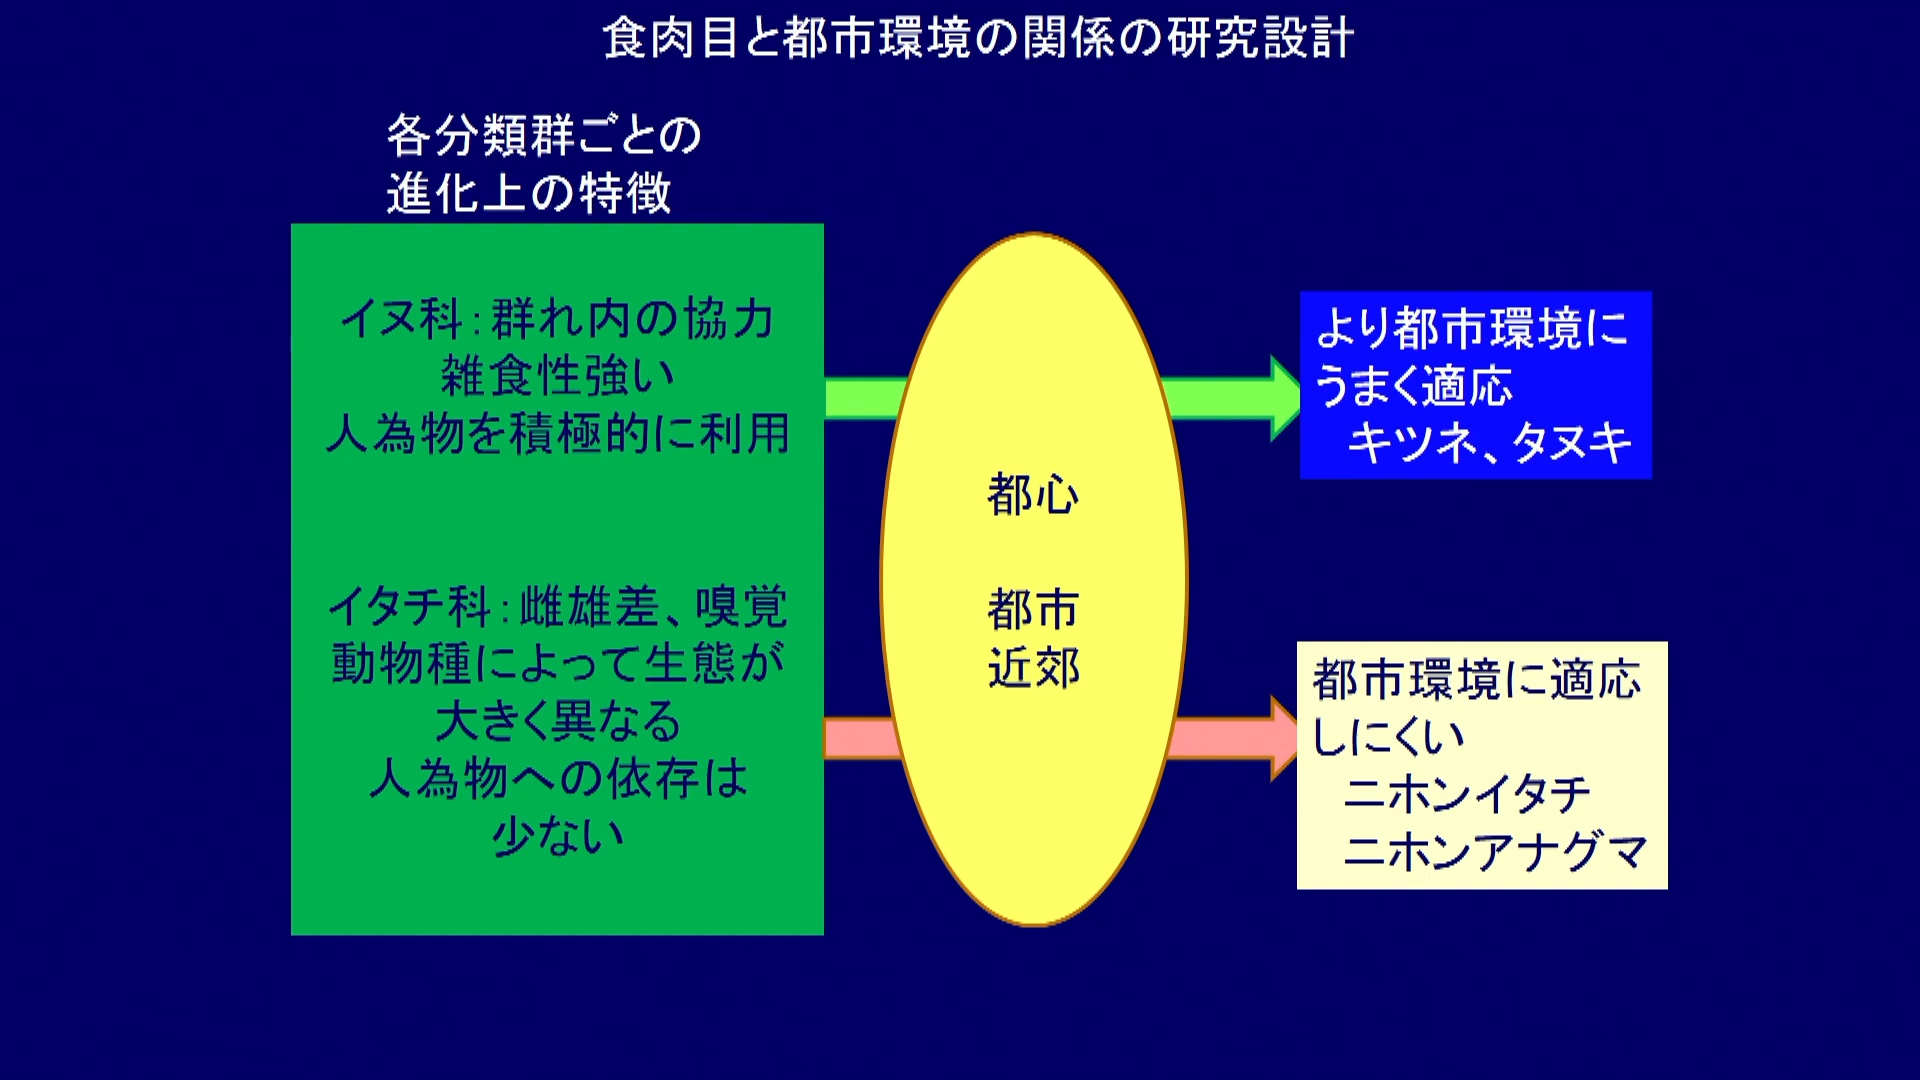 食肉目と都市環境の関係の研究設計
各分類群ごとの
進化上の特徴
イヌ科:群れ内の協力
雑食性強い
人為物を積極的に利用
イタチ科:雌雄差、嗅覚
動物種によって生態が
大きく異なる
人為物への依存は
少ない
都心
都市
近郊
より都市環境に
うまく適応
キツネ、タヌキ
都市環境に適応
しにくい
ニホンイタチ
ニホンアナグマ